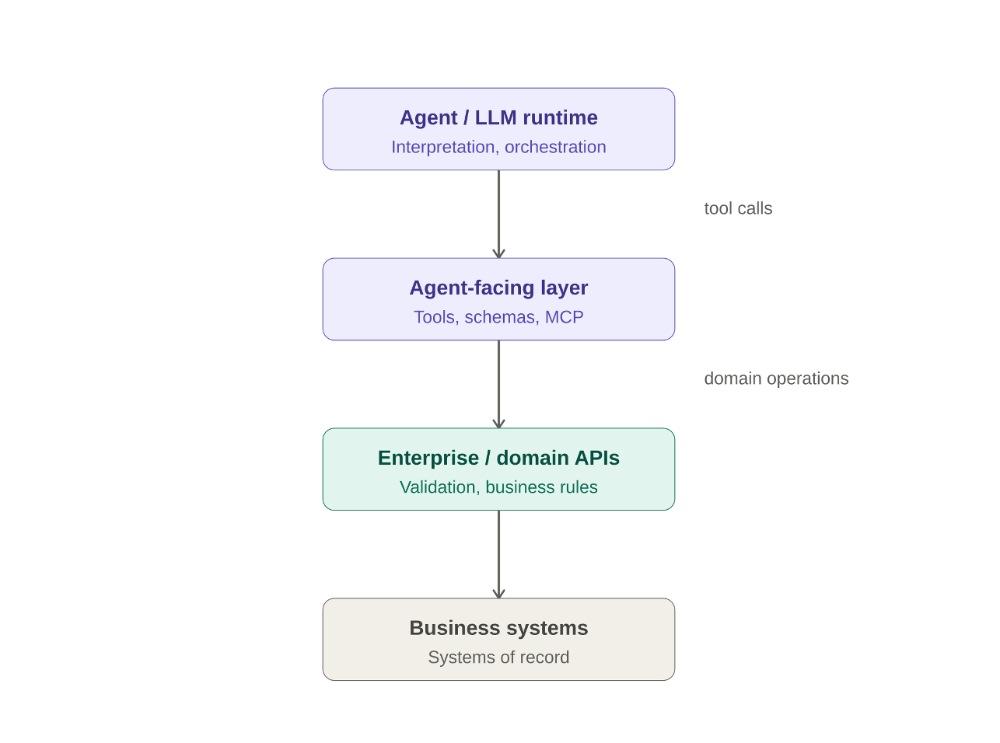 Agent / LLM runtime
Interpretation, orchestration
tool calls
Agent-facing layer
Tools, schemas, MCP
domain operations
Enterprise / domain APIs
Validation, business rules
Business systems
Systems of record